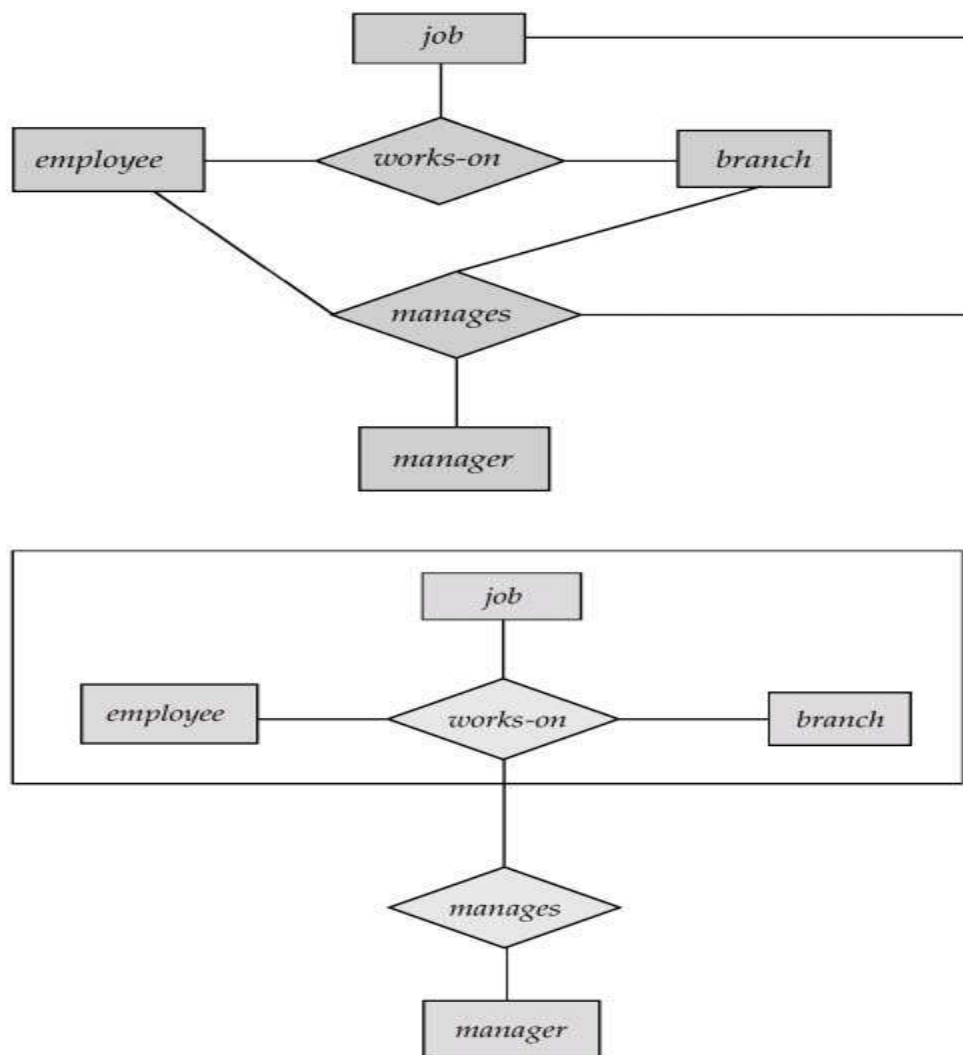 job
employee
works-on
branch
manages
manager
job
employee
works-on
branch
manages
manager